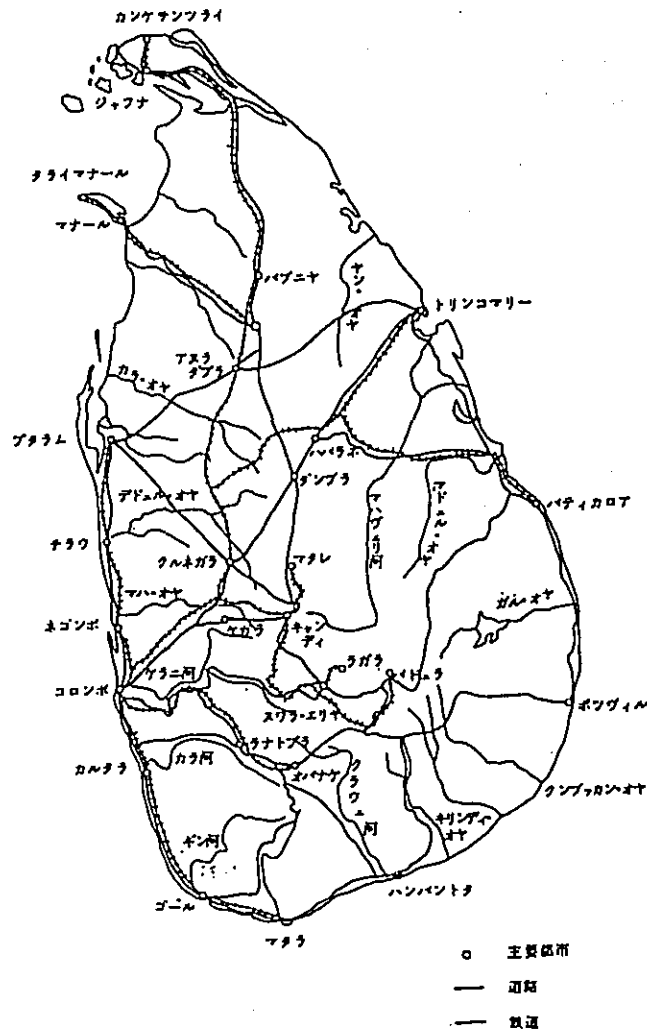 カンケサンツライ
ジャフナ
タライマナール
マナール
バブニヤ
ヤン・オヤ
トリンコマリー
アヌラ
ダプラ
カラ・オヤ
プタラム
ハバラネ
ダンブラ
デドュル・オヤ
マハヴェリ河
マドュル・オヤ
バティカロア
チラウ
クルネガラ
マタレ
マハ・オヤ
ガル・オヤ
ネゴンボ
ケガラ
キャン
ディ
ケラニ河
ラガラ
バドュラ
コロンボ
ヌワラ・エリヤ
ポツヴィル
ラナトプラ
カルタラ
カラ河
オパナケ
クラウェ河
クンブァカン・オヤ
キリンディ・
オヤ
ギン河
ゴール
ハンバントタ
マタラ
主要都市
道路
鉄道